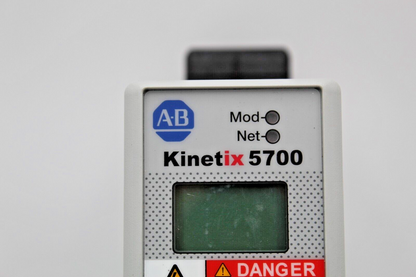 A-B
Mod
Net
Kinetix 5700
DANGER